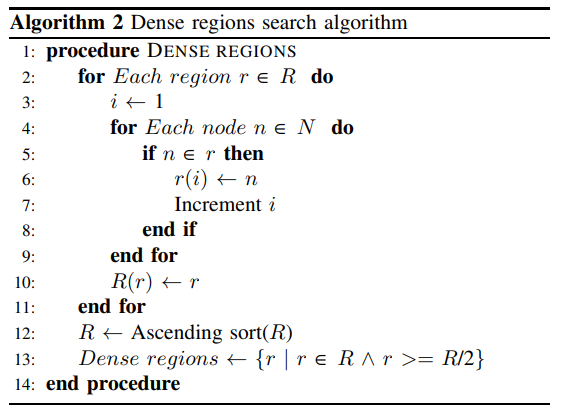 Algorithm 2 Dense regions search algorithm
1: procedure DENSE REGIONS
2: for Each region r ∈ R do
3: i ← 1
4: for Each node n ∈ N do
5: if n ∈ r then
6: r(i) ← n
7: Increment i
8: end if
9: end for
10: R(r) ← r
11: end for
12: R ← Ascending sort(R)
13: Dense regions ← {r | r ∈ R ∧ r >= R/2}
14: end procedure